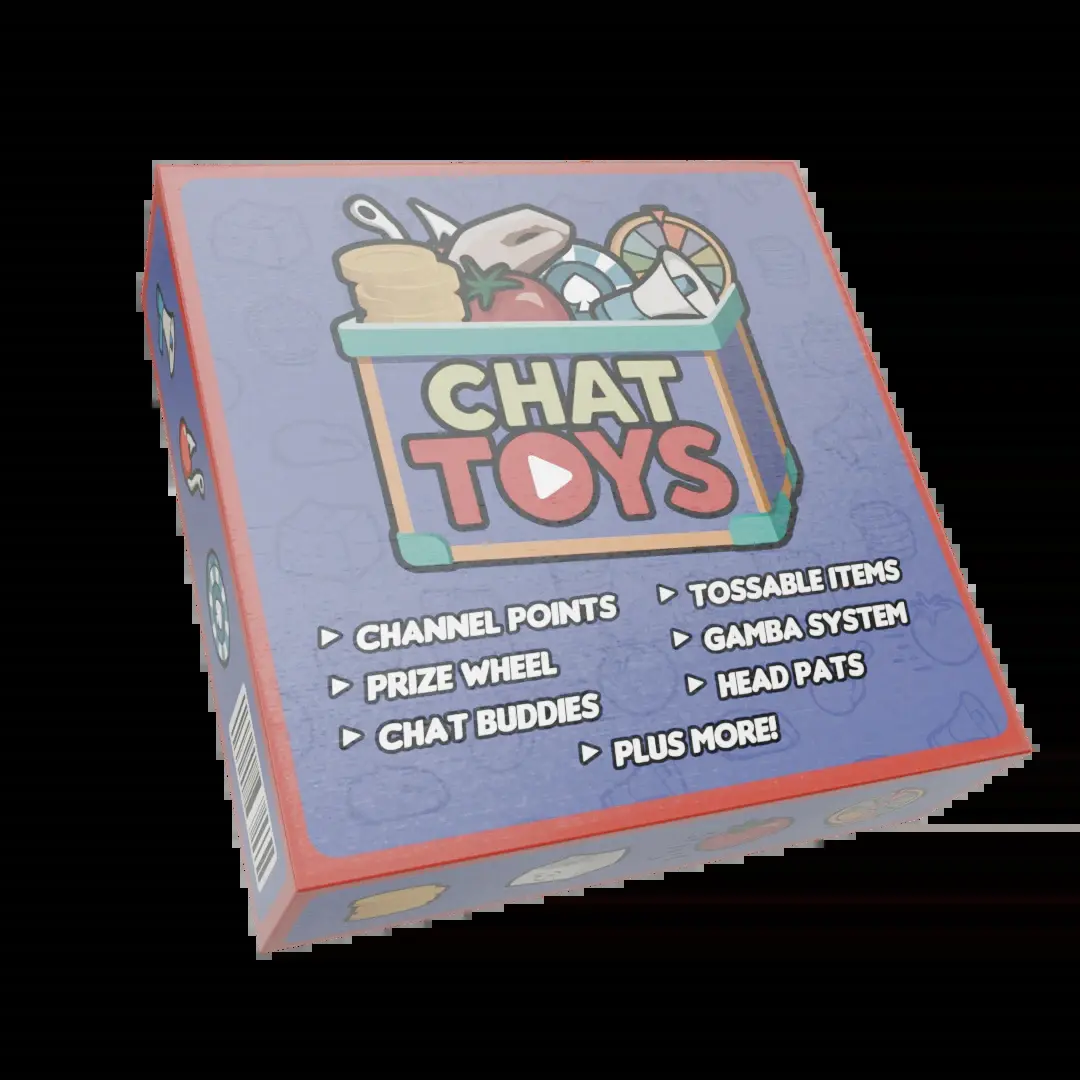 CHAT
TOYS
CHANNEL POINTS
PRIZE WHEEL
CHAT BUDDIES
TOSSABLE ITEMS
GAMBA SYSTEM
HEAD PATS
PLUS MORE!